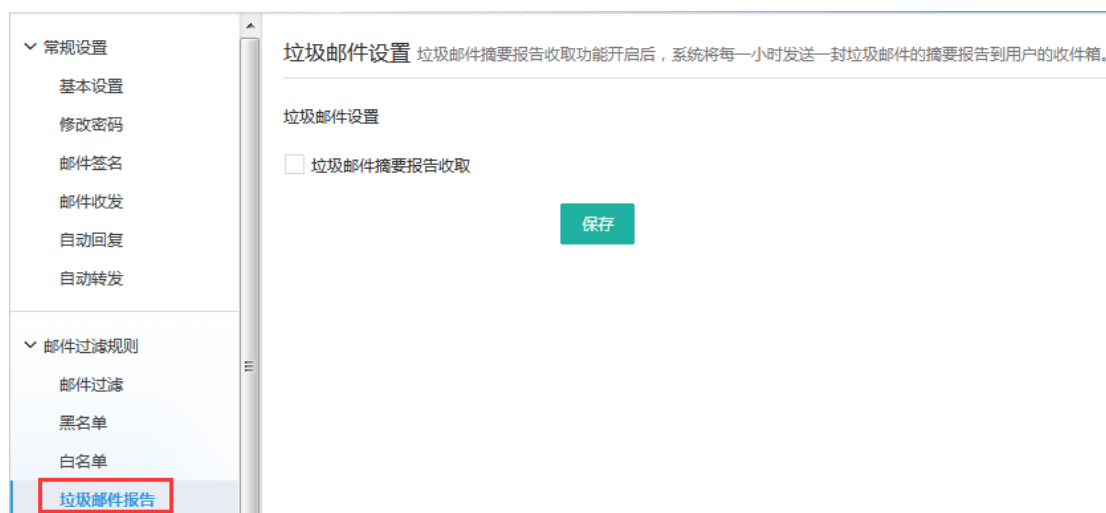 常规设置
基本设置
修改密码
邮件签名
邮件收发
自动回复
自动转发
邮件过滤规则
邮件过滤
黑名单
白名单
垃圾邮件报告
垃圾邮件设置 垃圾邮件摘要报告收取功能开启后，系统将每一小时发送一封垃圾邮件的摘要报告到用户的收件箱。
垃圾邮件设置
垃圾邮件摘要报告收取
保存